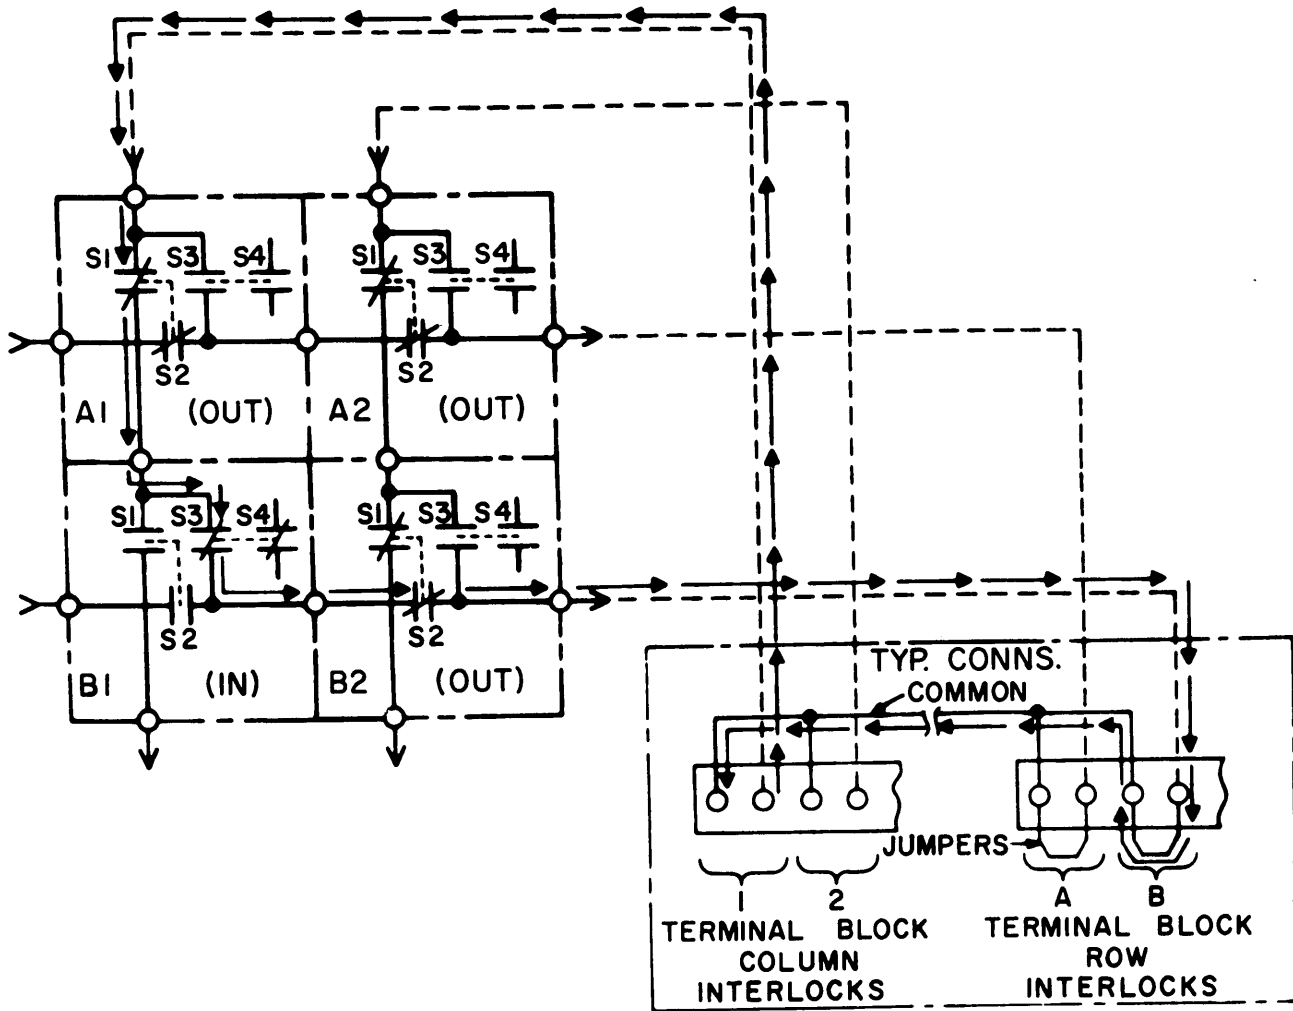 S1 S3 S4
S2
A1 (OUT)
S1 S3 S4
S2
A2 (OUT)
S1 S3 S4
S2
B1 (IN)
S1 S3 S4
S2
B2 (OUT)
TYP. CONNS.
COMMON
JUMPERS
1 2
TERMINAL BLOCK
COLUMN
INTERLOCKS
A B
TERMINAL BLOCK
ROW
INTERLOCKS